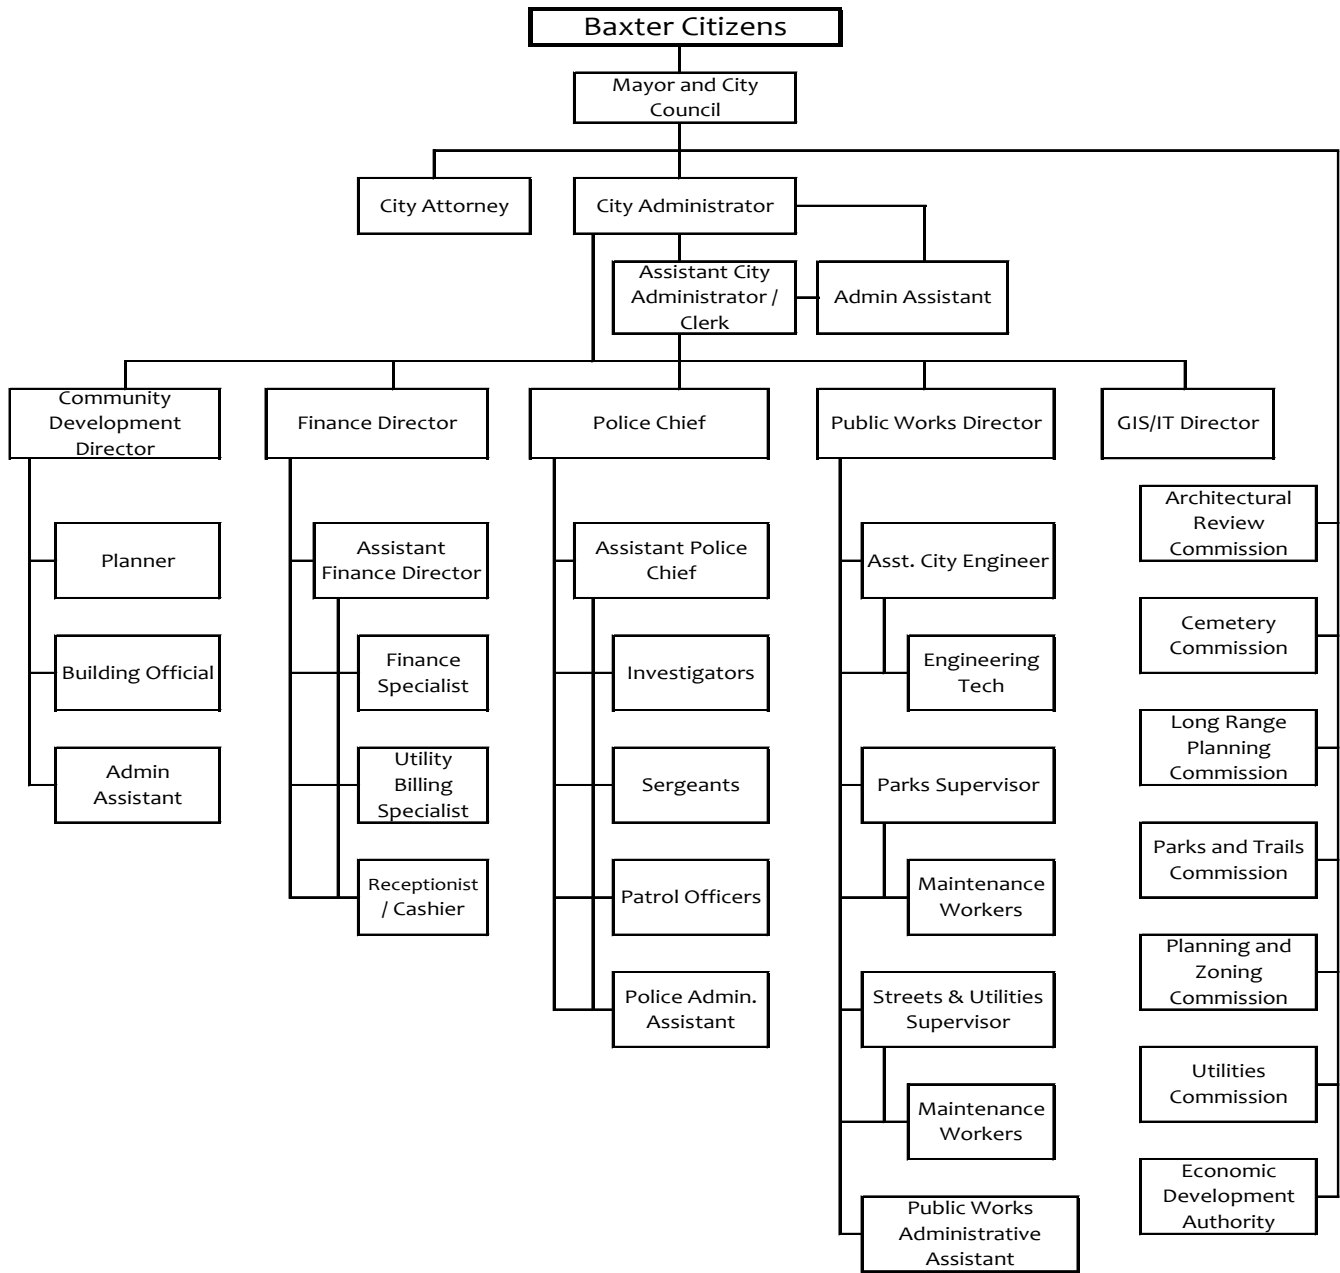 Baxter Citizens
Mayor and City
Council
City Attorney
City Administrator
Assistant City
Administrator /
Clerk
Admin Assistant
Community
Development
Director
Finance Director
Police Chief
Public Works Director
GIS/IT Director
Planner
Building Official
Admin
Assistant
Assistant
Finance Director
Finance
Specialist
Utility
Billing
Specialist
Receptionist
/ Cashier
Assistant Police
Chief
Investigators
Sergeants
Patrol Officers
Police Admin.
Assistant
Asst. City Engineer
Engineering
Tech
Parks Supervisor
Maintenance
Workers
Streets & Utilities
Supervisor
Maintenance
Workers
Public Works
Administrative
Assistant
Architectural
Review
Commission
Cemetery
Commission
Long Range
Planning
Commission
Parks and Trails
Commission
Planning and
Zoning
Commission
Utilities
Commission
Economic
Development
Authority